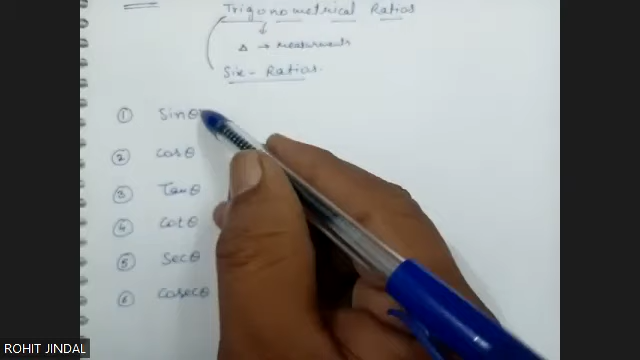 Trigonometrical Ratios
△ → measurements
Six - Ratios.
① Sinθ
② cosθ
③ Tanθ
④ cotθ
⑤ secθ
⑥ cosecθ
ROHIT JINDAL